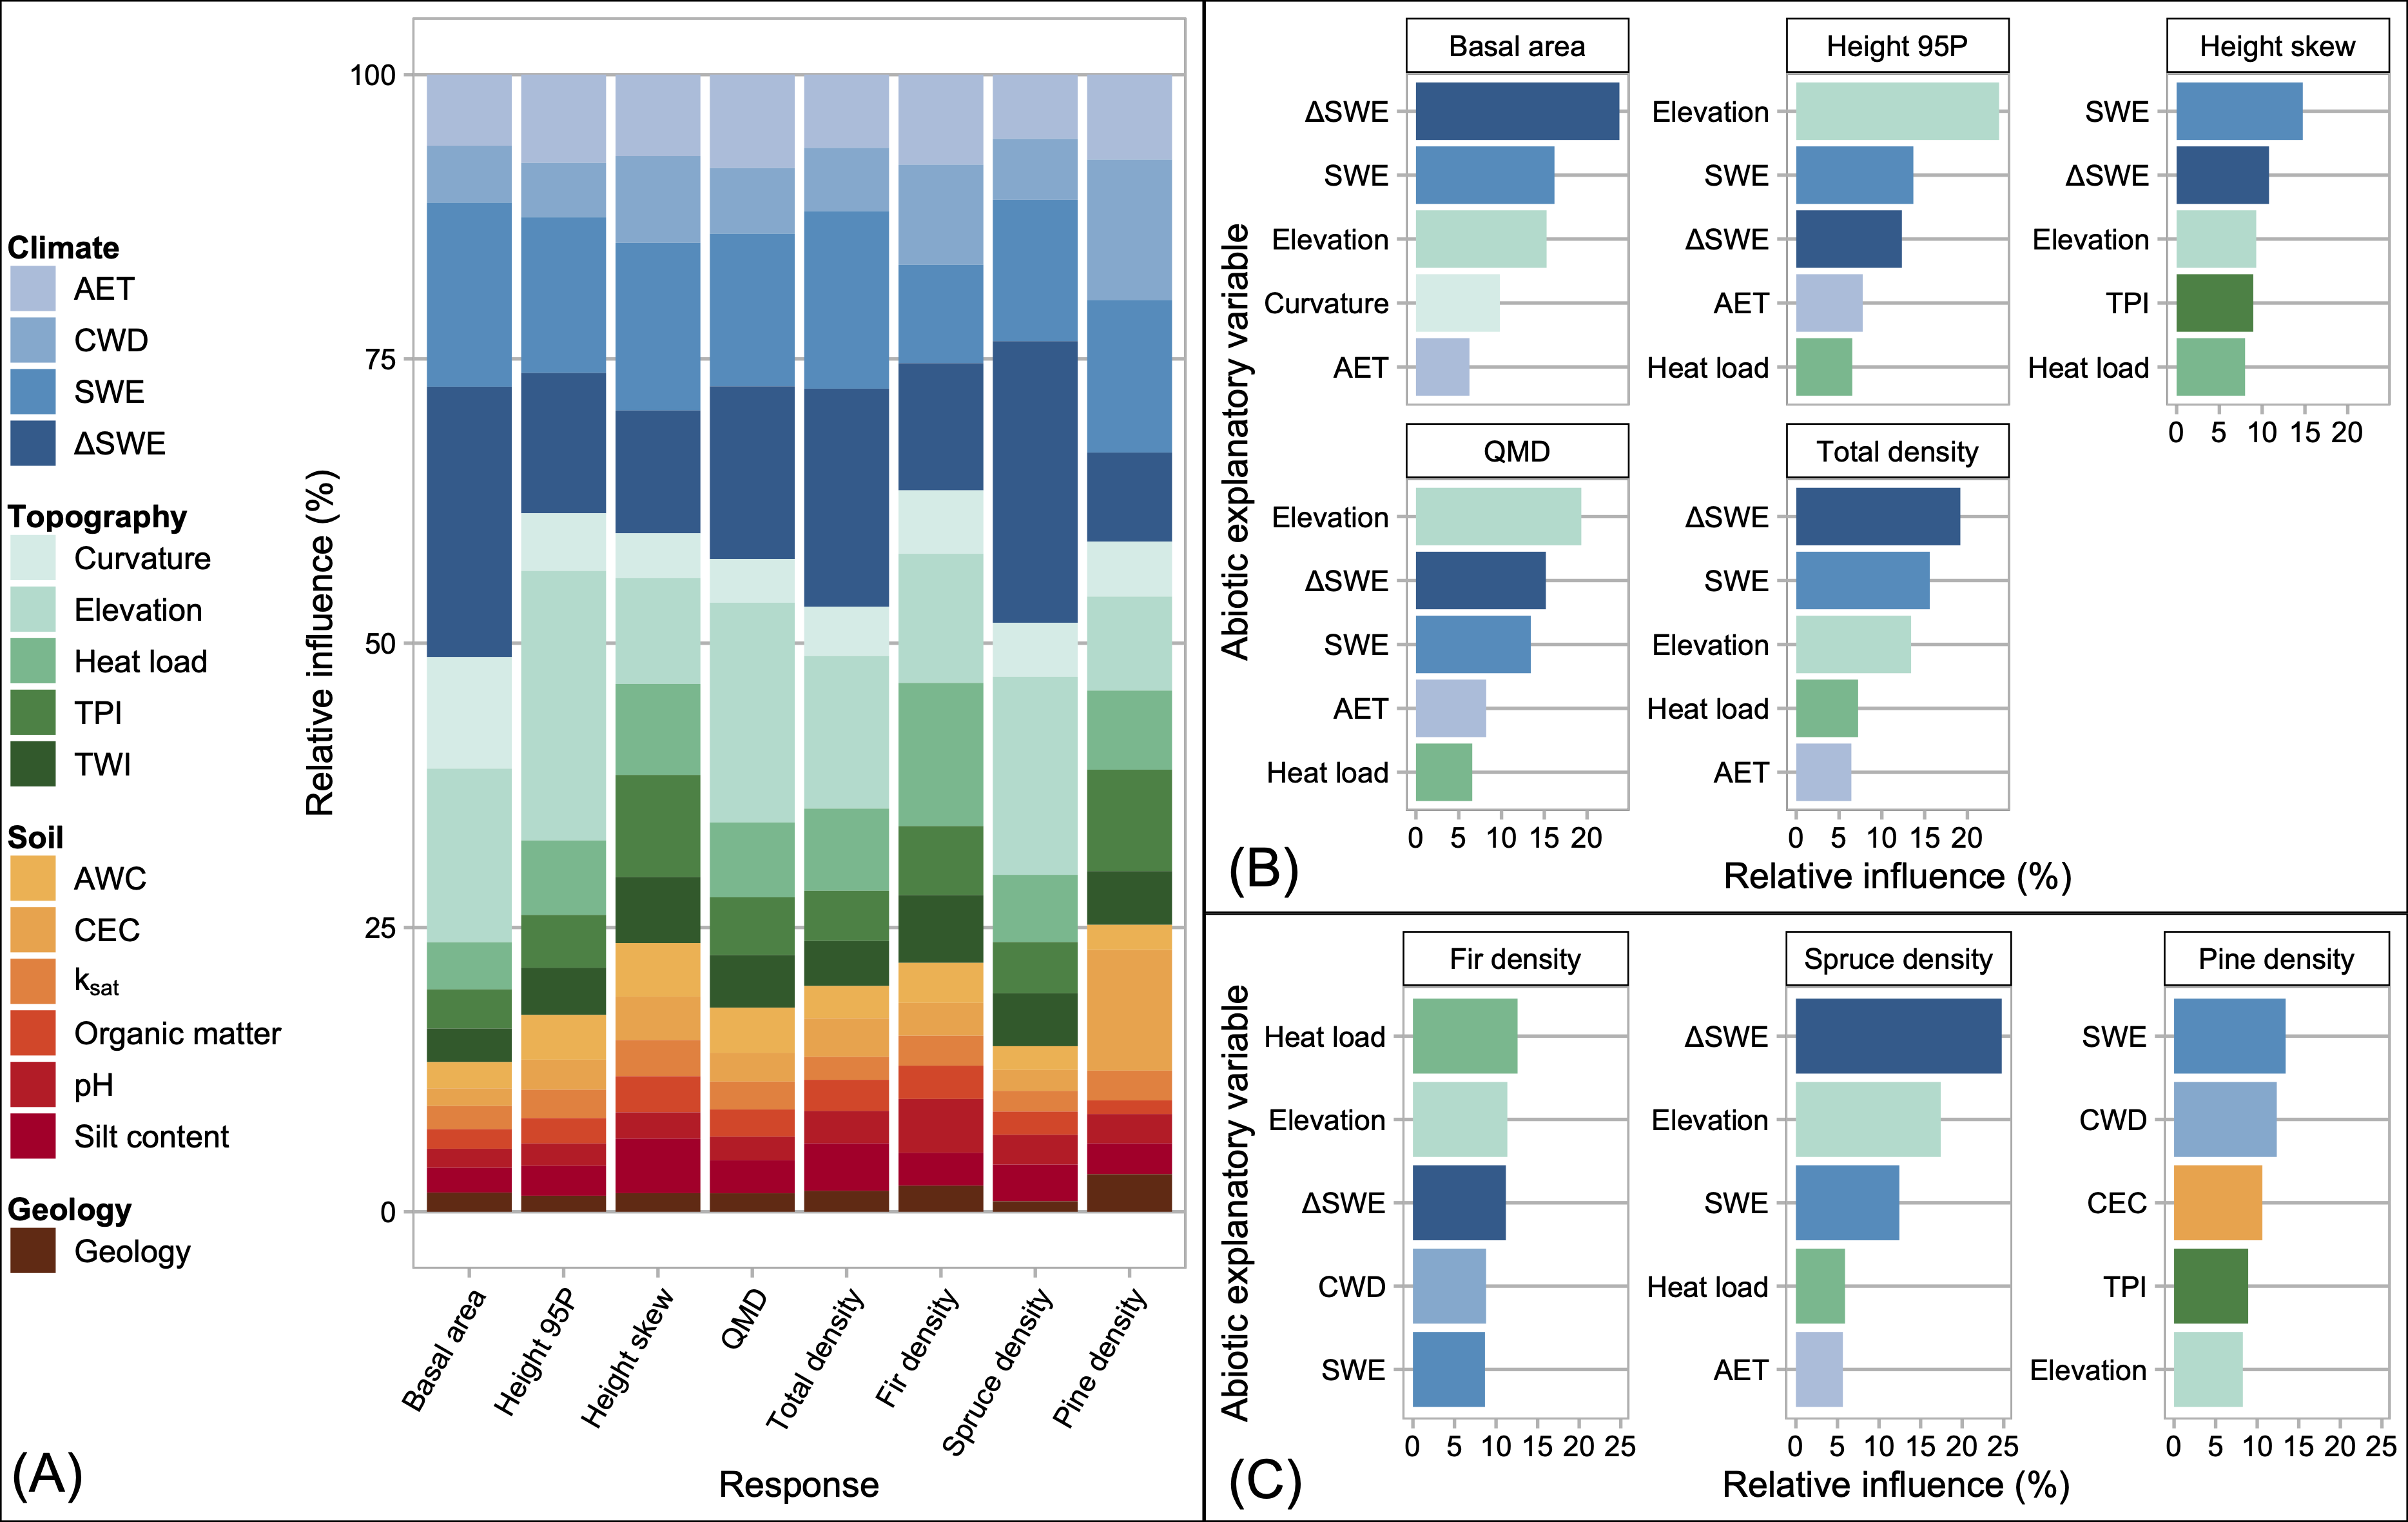 Climate
AET
CWD
SWE
ΔSWE
Topography
Curvature
Elevation
Heat load
TPI
TWI
Soil
AWC
CEC
ksat
Organic matter
pH
Silt content
Geology
Geology
Relative influence (%)
100
75
50
25
0
Basal area
Height 95P
Height skew
QMD
Total density
Fir density
Spruce density
Pine density
Response
(A)
Abiotic explanatory variable
Basal area
ΔSWE
SWE
Elevation
Curvature
AET
Height 95P
Elevation
SWE
ΔSWE
AET
Heat load
Height skew
SWE
ΔSWE
Elevation
TPI
Heat load
0 5 10 15 20
QMD
Elevation
ΔSWE
SWE
AET
Heat load
0 5 10 15 20
Total density
ΔSWE
SWE
Elevation
Heat load
AET
0 5 10 15 20
Relative influence (%)
(B)
Abiotic explanatory variable
Fir density
Heat load
Elevation
ΔSWE
CWD
SWE
0 5 10 15 20 25
Spruce density
ΔSWE
Elevation
SWE
Heat load
AET
0 5 10 15 20 25
Pine density
SWE
CWD
CEC
TPI
Elevation
0 5 10 15 20 25
Relative influence (%)
(C)